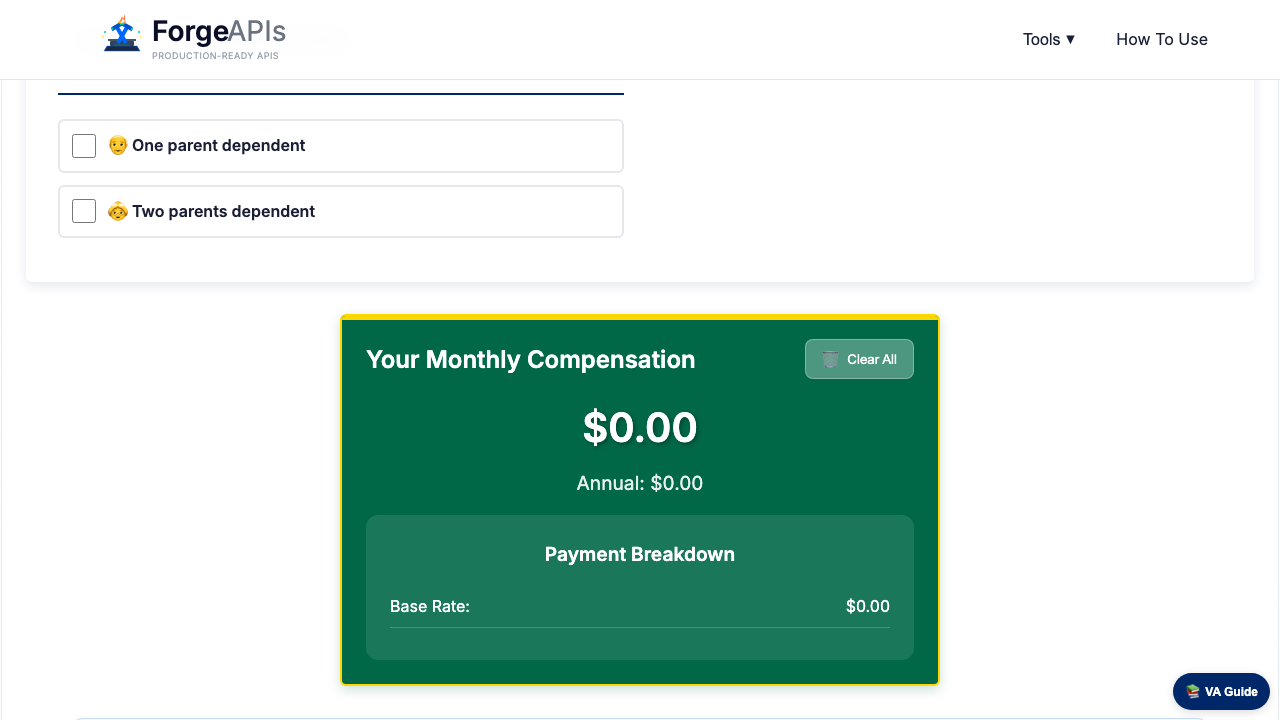 ForgeAPIs
PRODUCTION-READY APIS
Tools ▼
How To Use
One parent dependent
Two parents dependent
Your Monthly Compensation
Clear All
$0.00
Annual: $0.00
Payment Breakdown
Base Rate: $0.00
VA Guide